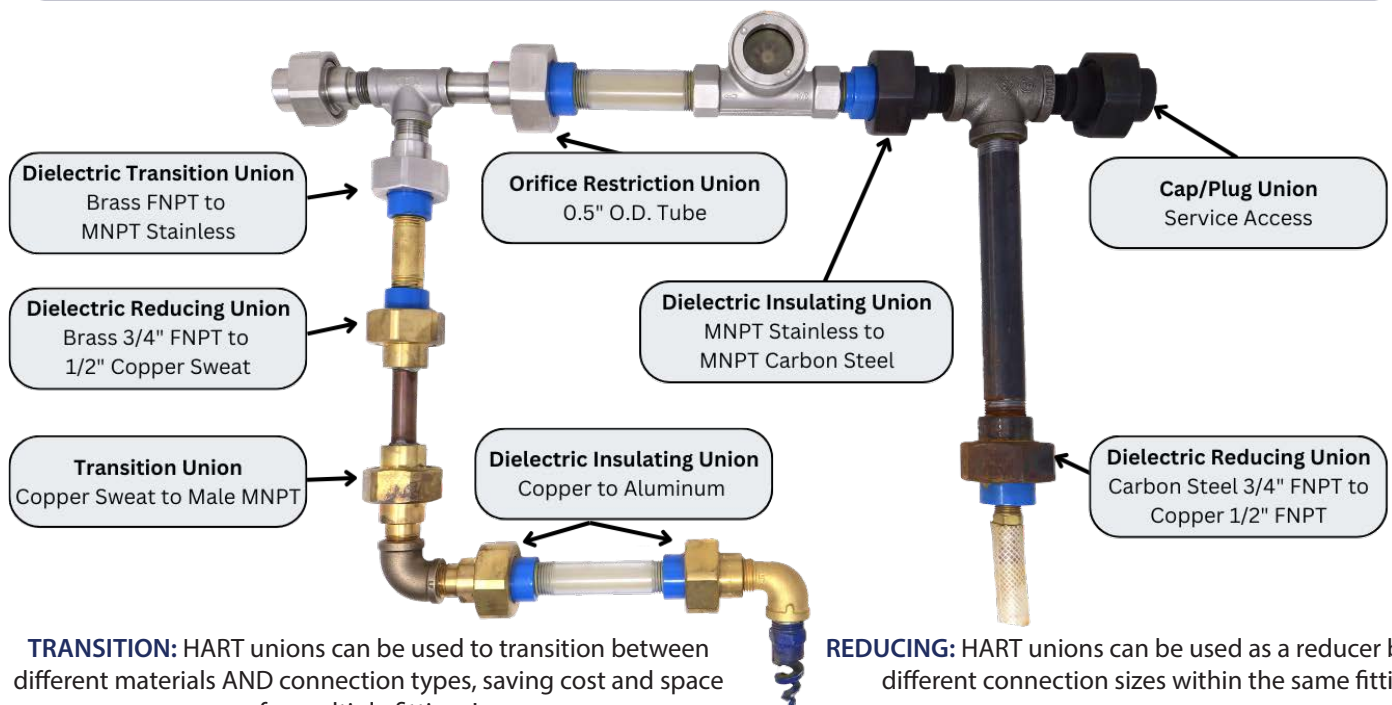 Dielectric Transition Union
Brass FNPT to
MNPT Stainless
Orifice Restriction Union
0.5" O.D. Tube
Cap/Plug Union
Service Access
Dielectric Reducing Union
Brass 3/4" FNPT to
1/2" Copper Sweat
Dielectric Insulating Union
MNPT Stainless to
MNPT Carbon Steel
Transition Union
Copper Sweat to Male MNPT
Dielectric Insulating Union
Copper to Aluminum
Dielectric Reducing Union
Carbon Steel 3/4" FNPT to
Copper 1/2" FNPT
TRANSITION: HART unions can be used to transition between
different materials AND connection types, saving cost and space
REDUCING: HART unions can be used as a reducer
different connection sizes within the same